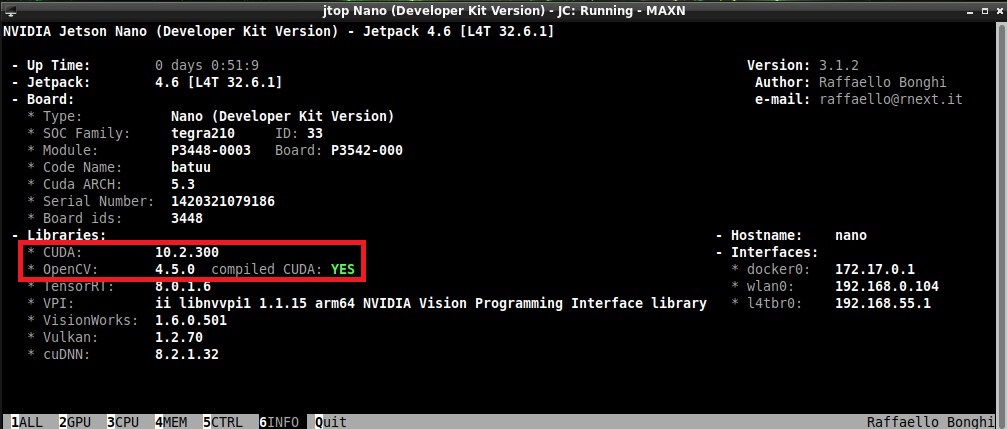 jtop Nano (Developer Kit Version) - JC: Running - MAXN
NVIDIA Jetson Nano (Developer Kit Version) - Jetpack 4.6 [L4T 32.6.1]
- Up Time: 0 days 0:51:9 Version: 3.1.2
- Jetpack: 4.6 [L4T 32.6.1] Author: Raffaello Bonghi
- Board: e-mail: raffaello@rnext.it
* Type: Nano (Developer Kit Version)
* SOC Family: tegra210 ID: 33
* Module: P3448-0003 Board: P3542-000
* Code Name: batuu
* Cuda ARCH: 5.3
* Serial Number: 1420321079186
* Board ids: 3448
- Libraries: - Hostname: nano
* CUDA: 10.2.300 - Interfaces:
* OpenCV: 4.5.0 compiled CUDA: YES * docker0: 172.17.0.1
* TensorRT: 8.0.1.6 * wlan0: 192.168.0.104
* VPI: ii libnvvpi1 1.1.15 arm64 NVIDIA Vision Programming Interface library * l4tbr0: 192.168.55.1
* VisionWorks: 1.6.0.501
* Vulkan: 1.2.70
* cuDNN: 8.2.1.32
1ALL 2GPU 3CPU 4MEM 5CTRL 6INFO Quit Raffaello Bonghi